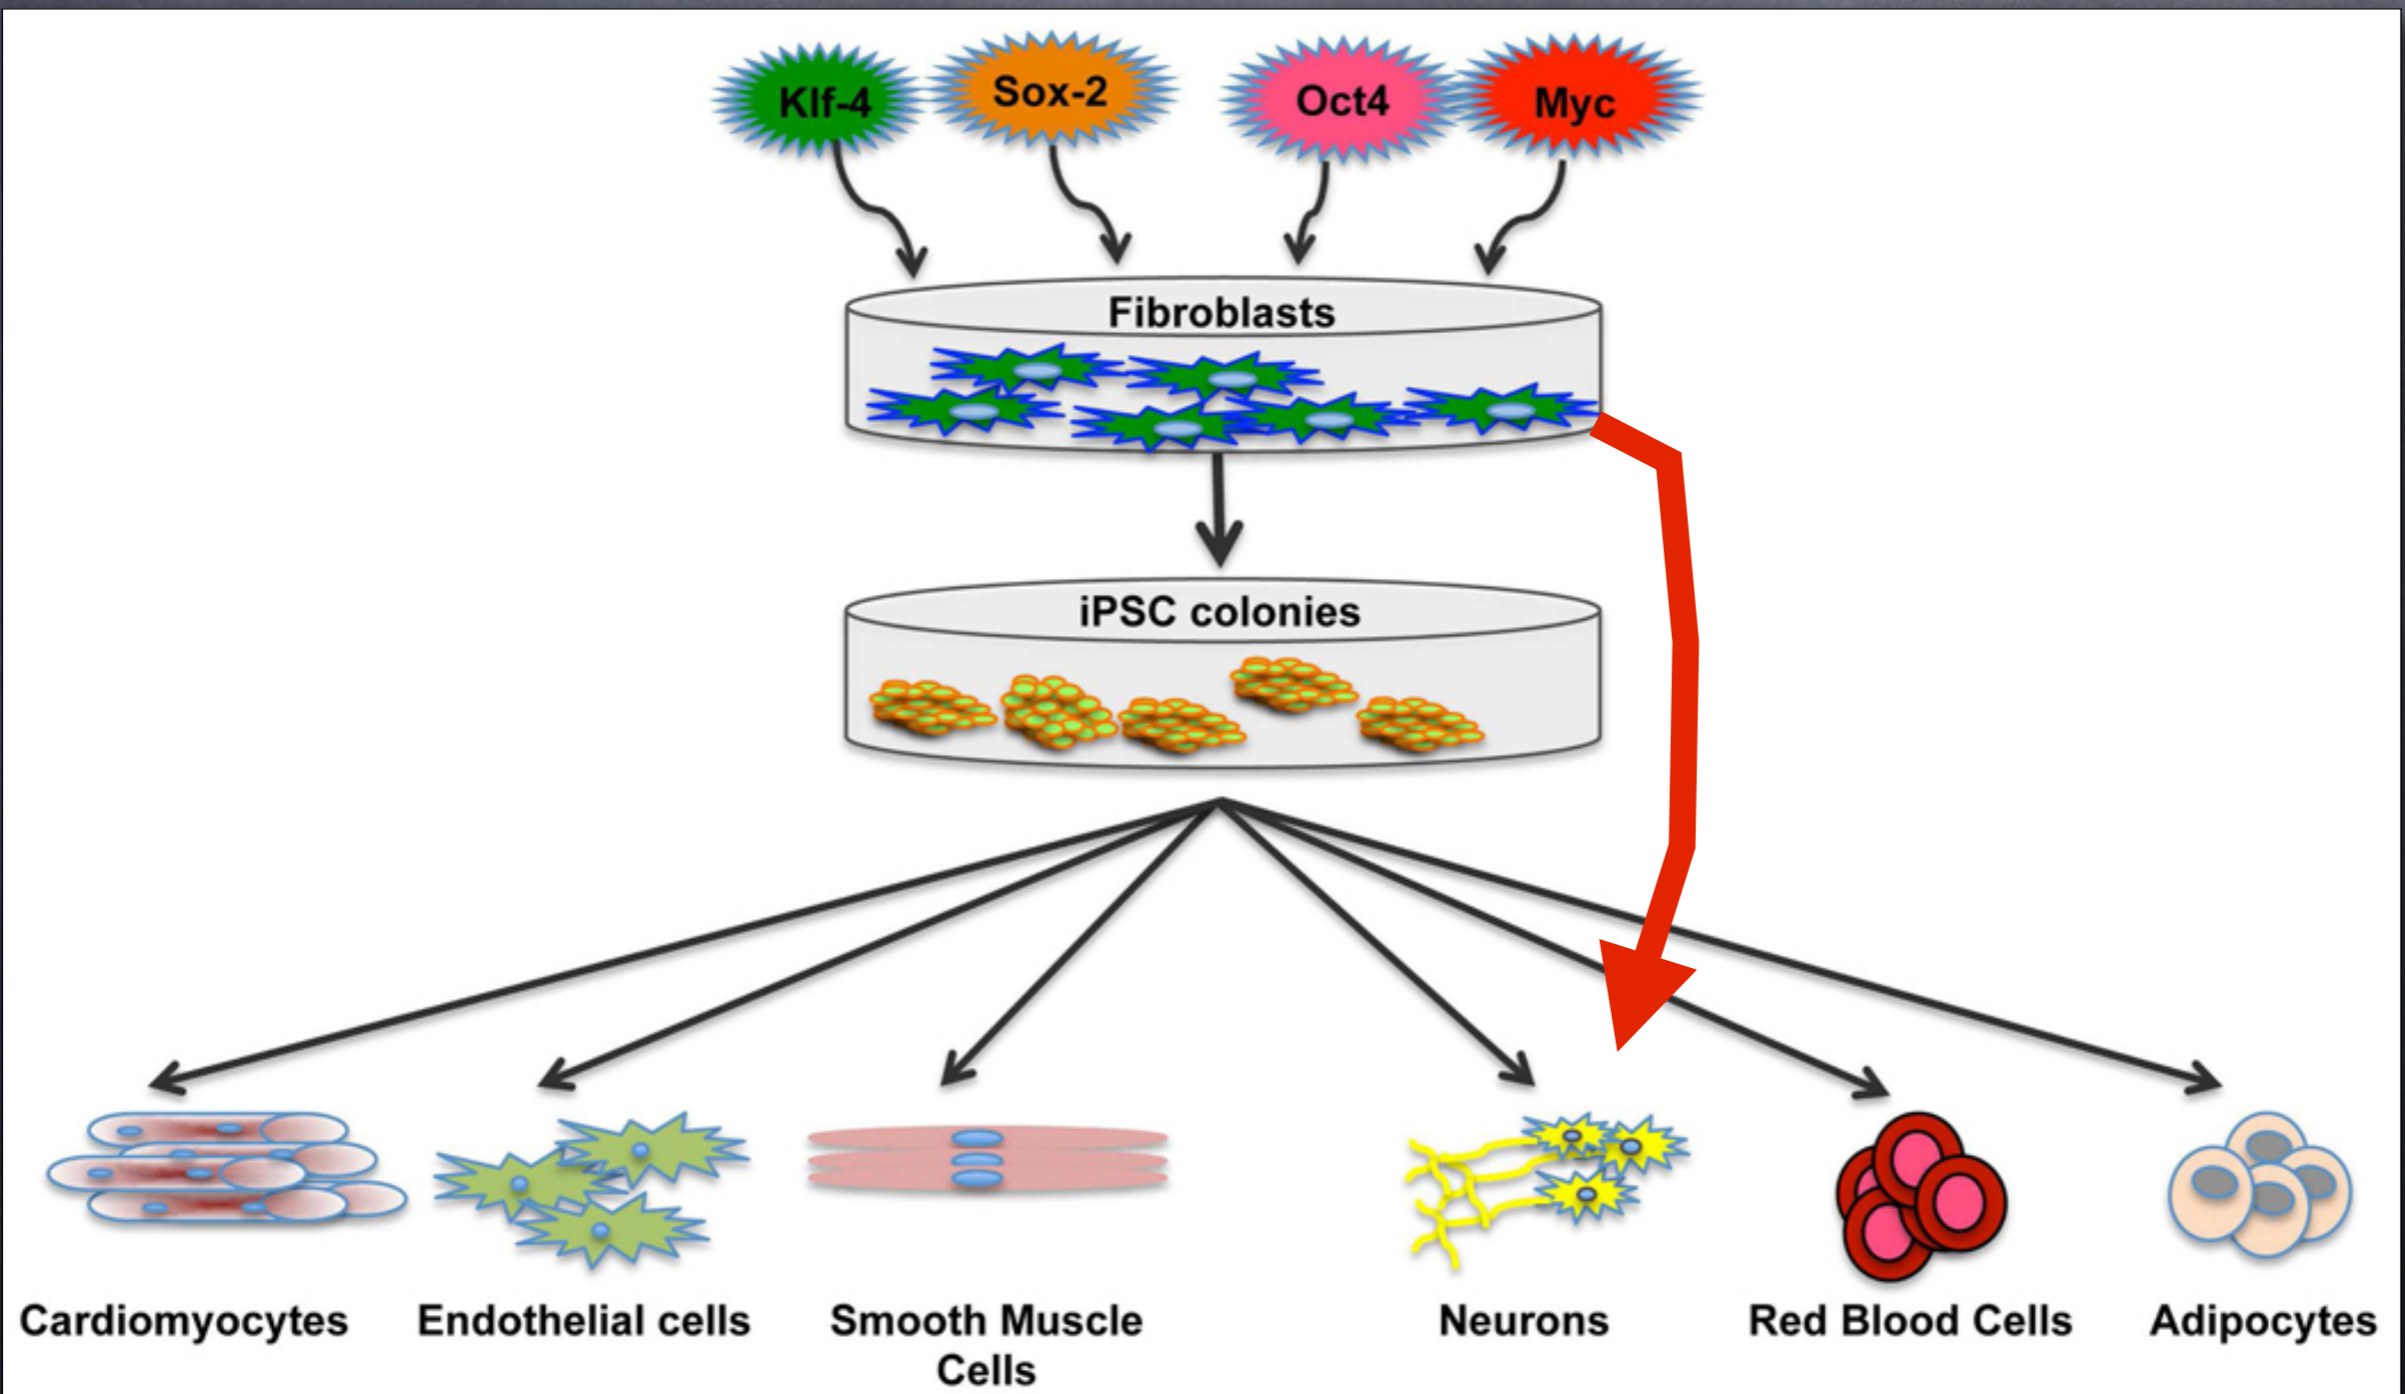 Klf-4
Sox-2
Oct4
Myc
Fibroblasts
iPSC colonies
Cardiomyocytes
Endothelial cells
Smooth Muscle
Cells
Neurons
Red Blood Cells
Adipocytes